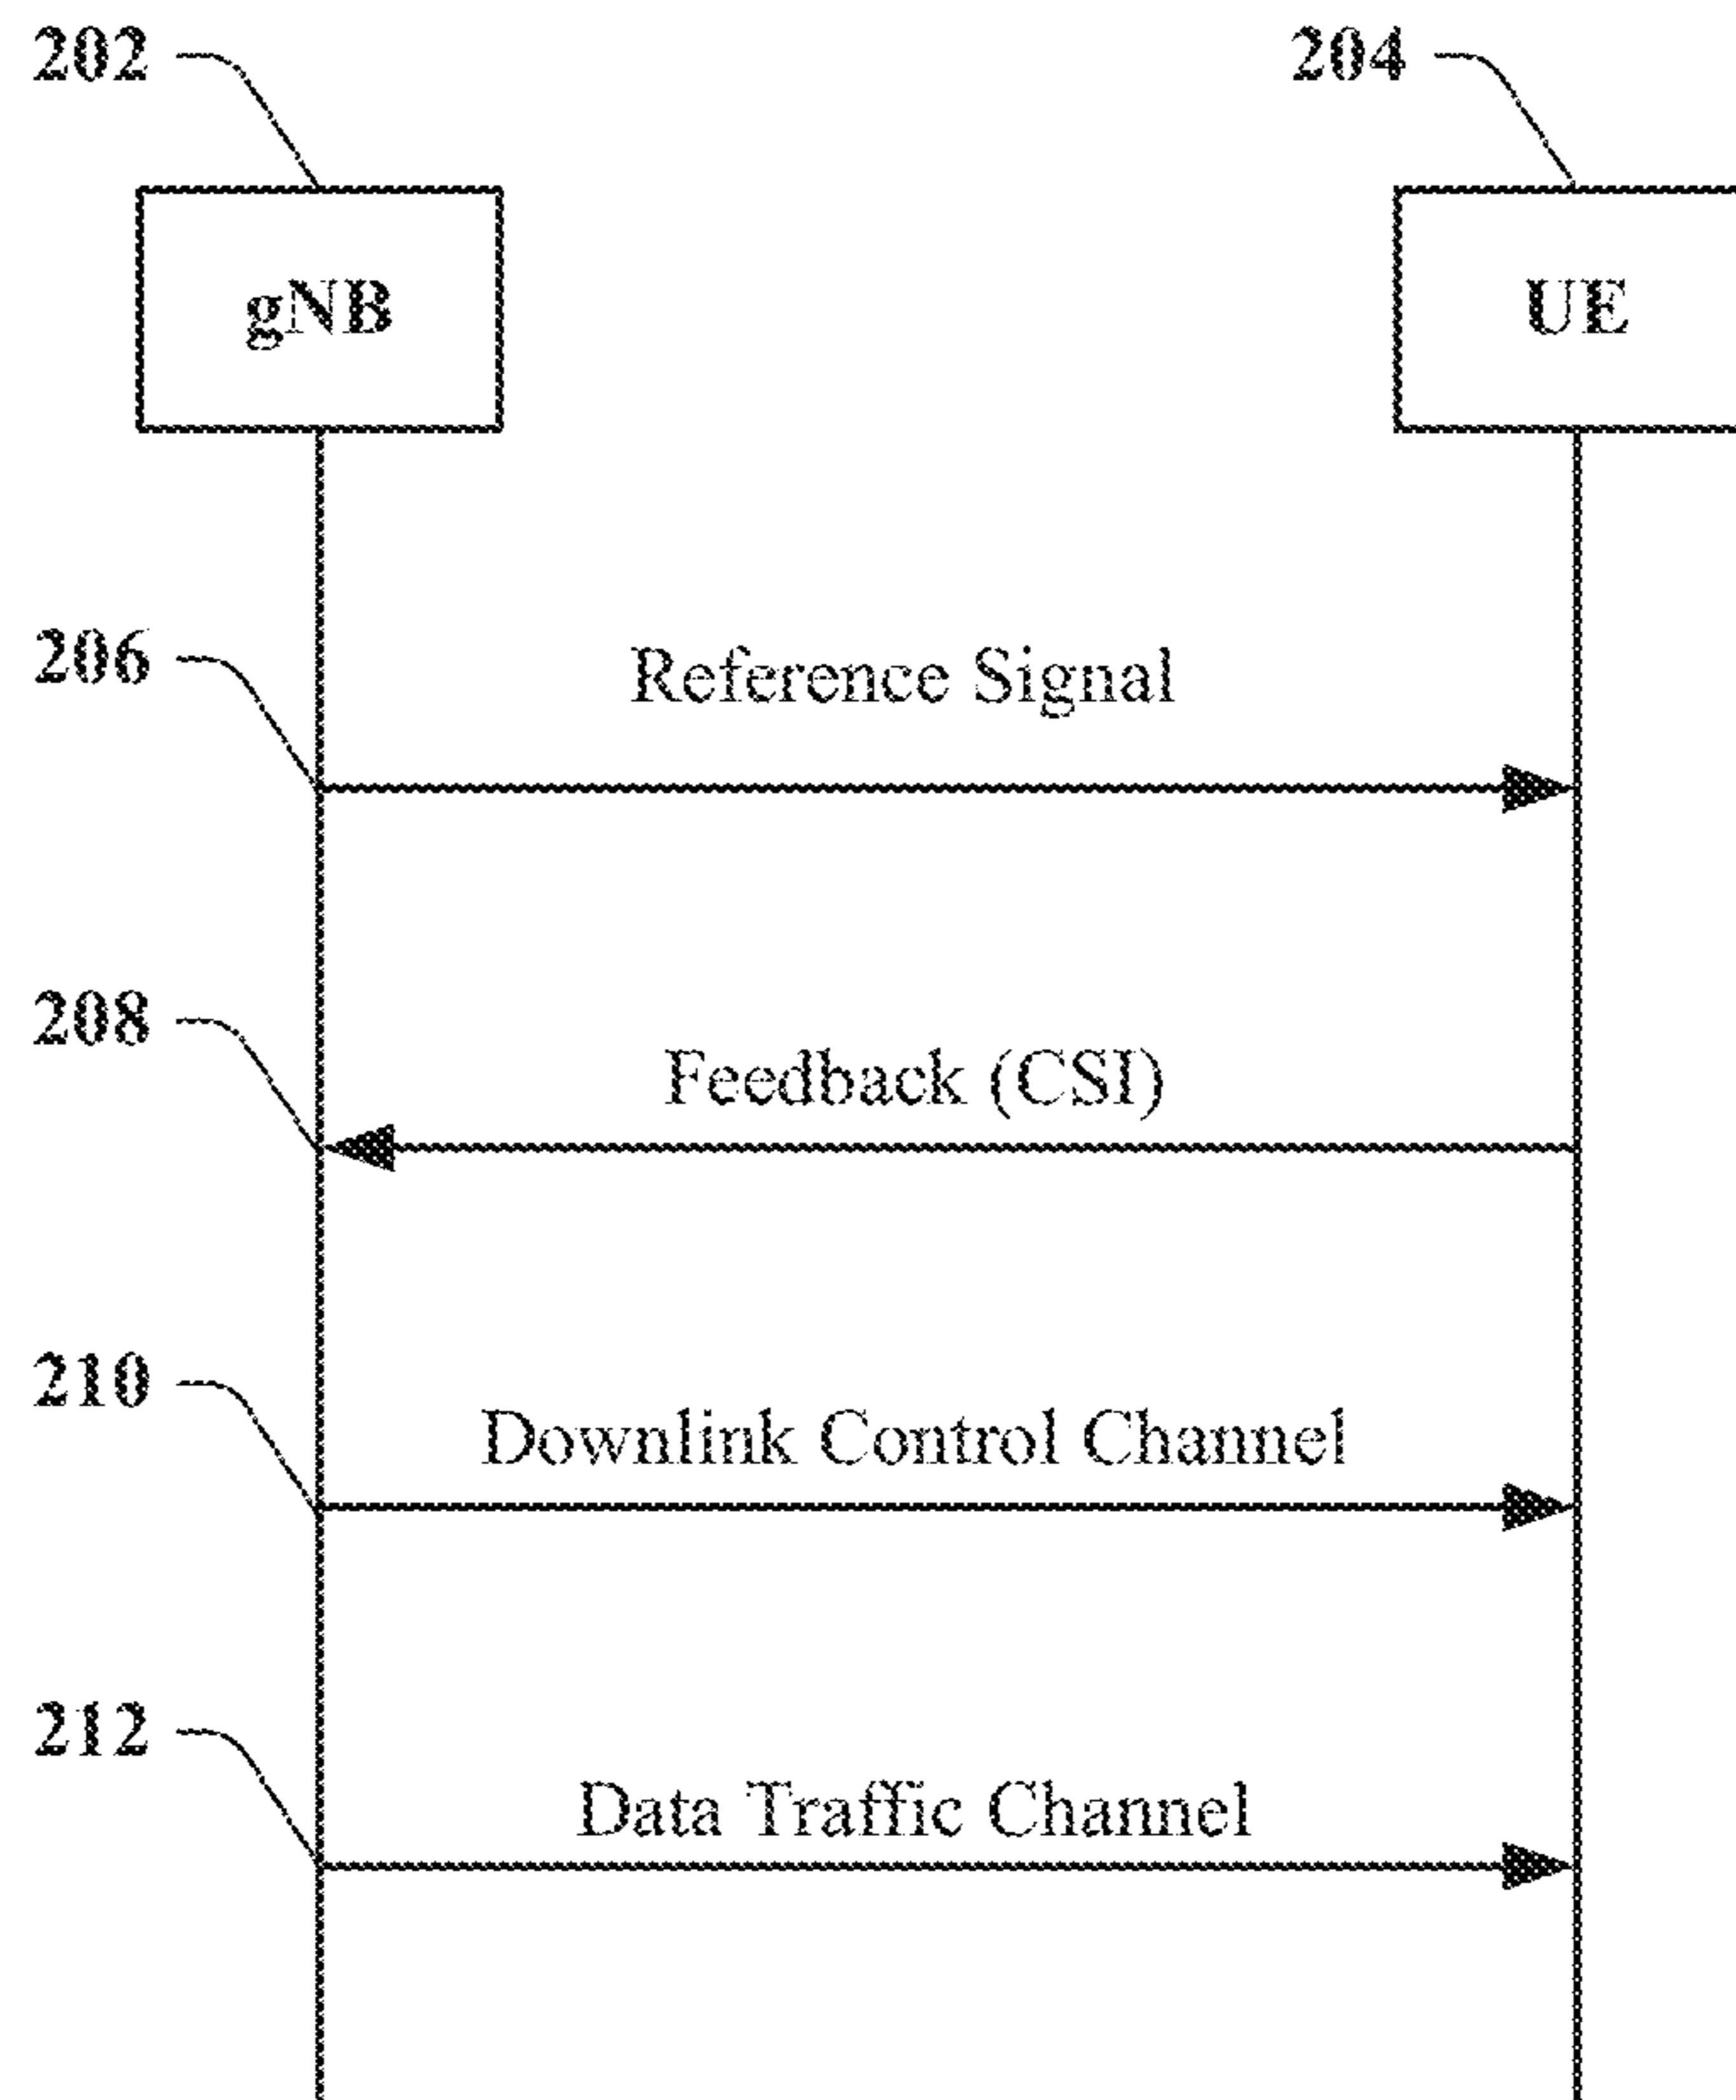 202
204
gNB
UE
206
Reference Signal
208
Feedback (CSI)
210
Downlink Control Channel
212
Data Traffic Channel